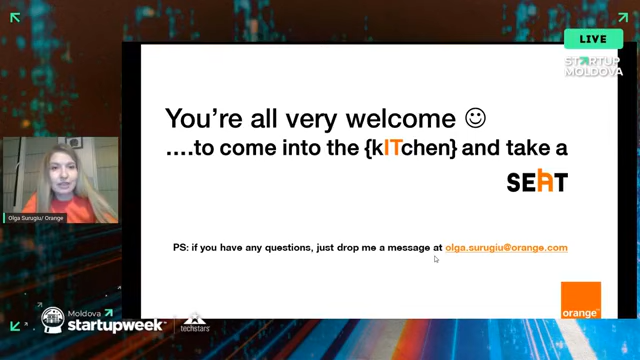 LIVE
STARTUP
MOLDOVA
You're all very welcome ☺
....to come into the {kITchen} and take a
SEAT
PS: if you have any questions, just drop me a message at olga.surugiu@orange.com
Olga Surugiu/ Orange
orange™
Moldova
startupweek
techstars